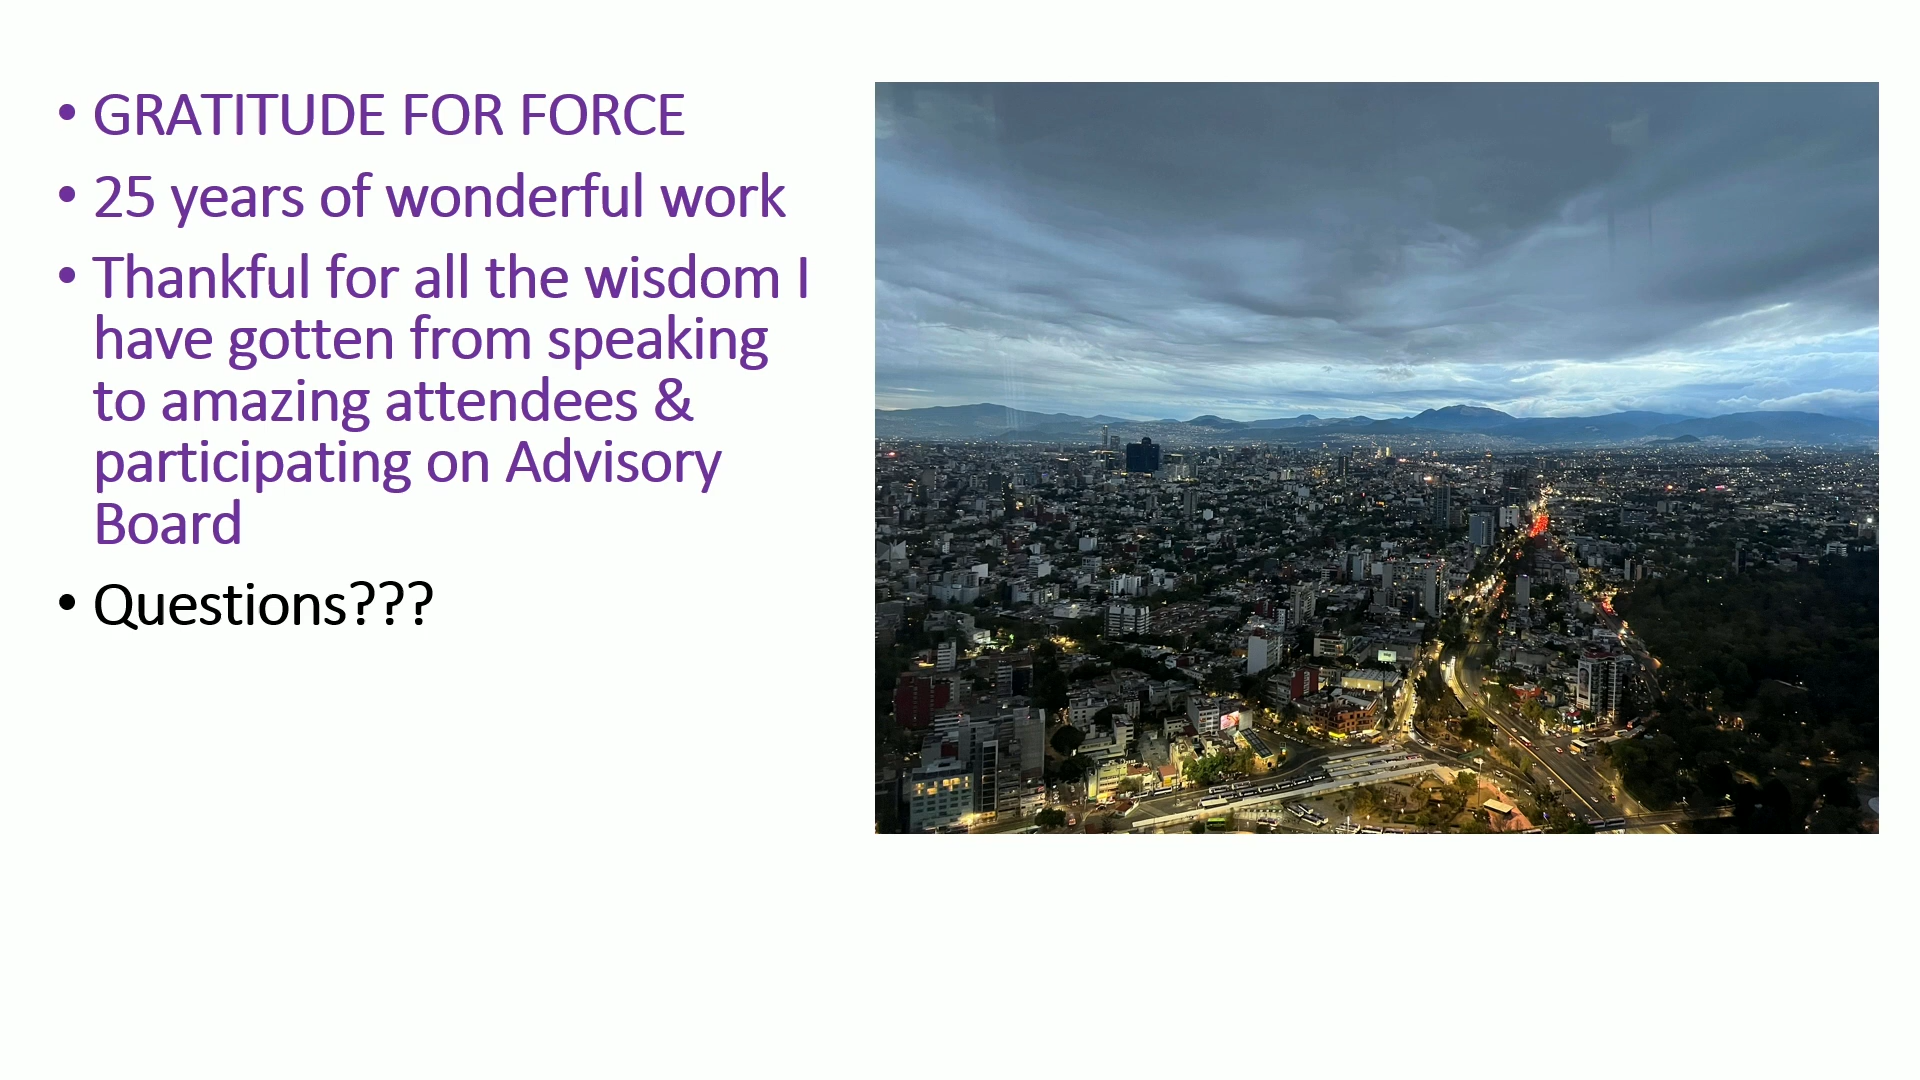 • GRATITUDE FOR FORCE
• 25 years of wonderful work
• Thankful for all the wisdom I
have gotten from speaking
to amazing attendees &
participating on Advisory
Board
• Questions???